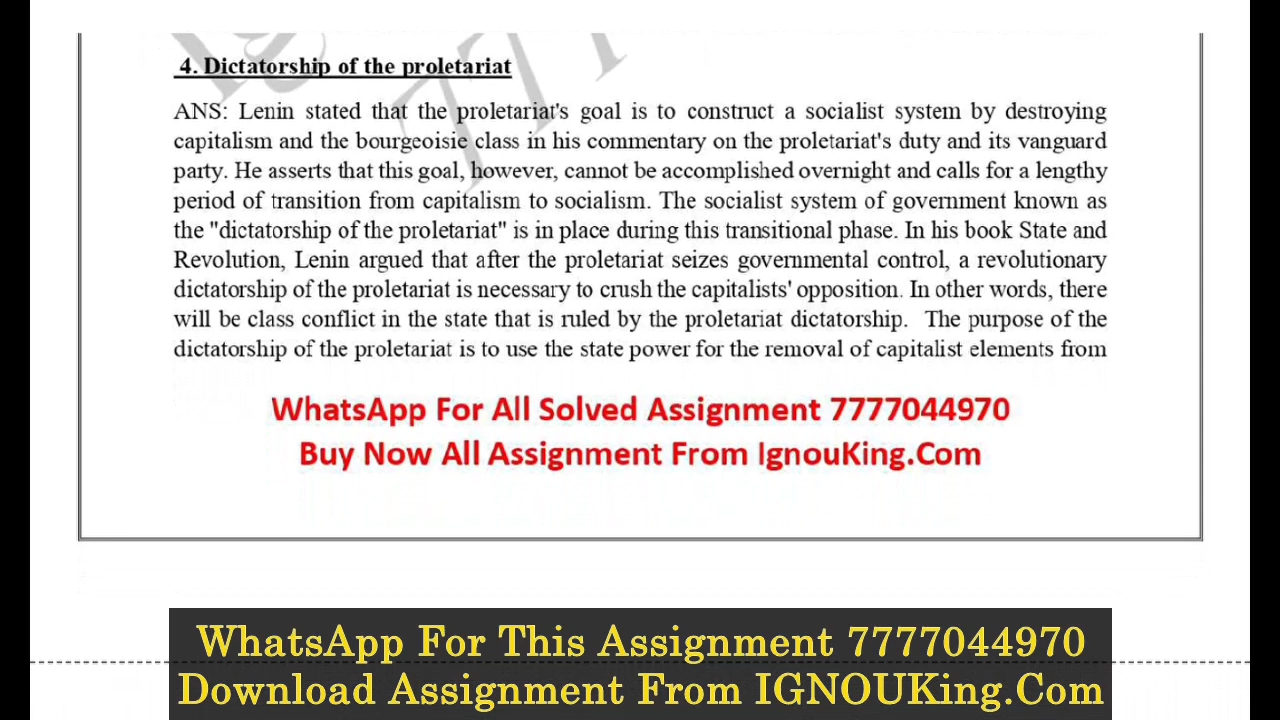 4. Dictatorship of the proletariat
ANS: Lenin stated that the proletariat's goal is to construct a socialist system by destroying
capitalism and the bourgeoisie class in his commentary on the proletariat's duty and its vanguard
party. He asserts that this goal, however, cannot be accomplished overnight and calls for a lengthy
period of transition from capitalism to socialism. The socialist system of government known as
the "dictatorship of the proletariat" is in place during this transitional phase. In his book State and
Revolution, Lenin argued that after the proletariat seizes governmental control, a revolutionary
dictatorship of the proletariat is necessary to crush the capitalists' opposition. In other words, there
will be class conflict in the state that is ruled by the proletariat dictatorship. The purpose of the
dictatorship of the proletariat is to use the state power for the removal of capitalist elements from
WhatsApp For All Solved Assignment 7777044970
Buy Now All Assignment From IgnouKing.Com
WhatsApp For This Assignment 7777044970
Download Assignment From IGNOUKing.Com